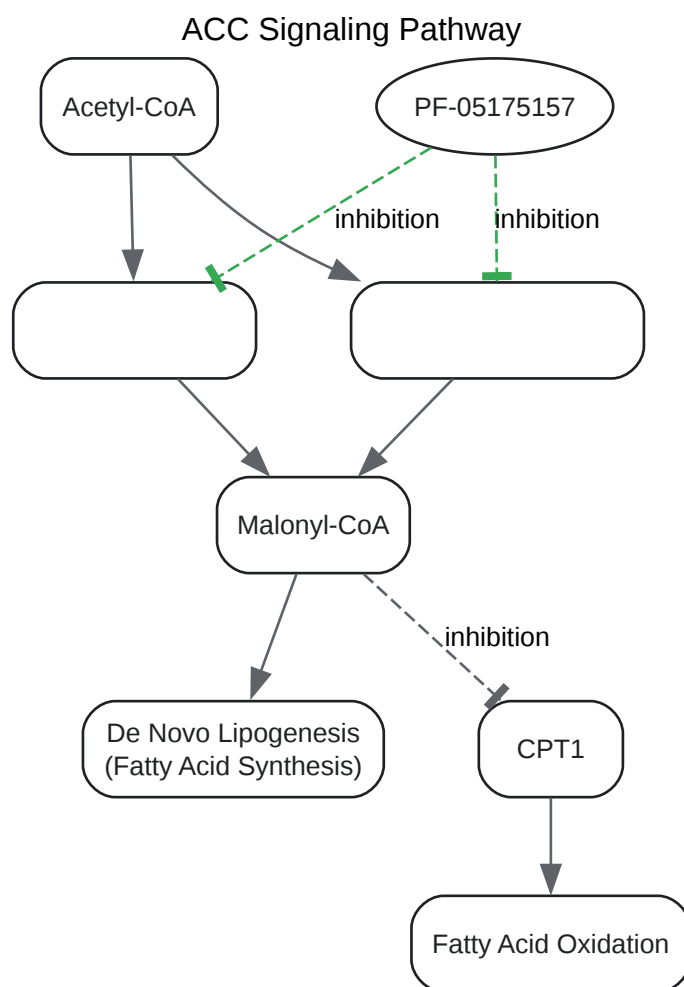 ACC Signaling Pathway
Acetyl-CoA
PF-05175157
inhibition
inhibition
Malonyl-CoA
inhibition
De Novo Lipogenesis
(Fatty Acid Synthesis)
CPT1
Fatty Acid Oxidation